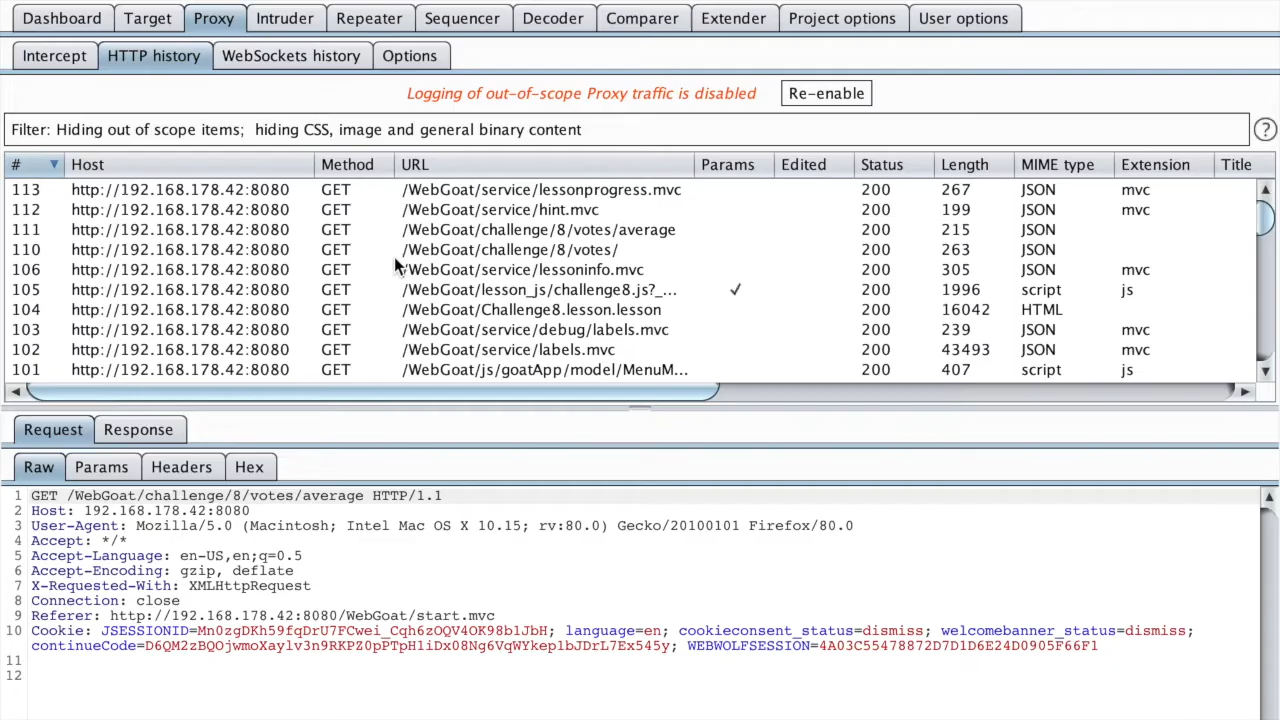 Dashboard Target Proxy Intruder Repeater Sequencer Decoder Comparer Extender Project options User options
Intercept HTTP history WebSockets history Options
Logging of out-of-scope Proxy traffic is disabled Re-enable
Filter: Hiding out of scope items; hiding CSS, image and general binary content ?
# Host Method URL Params Edited Status Length MIME type Extension Title
113 http://192.168.178.42:8080 GET /WebGoat/service/lessonprogress.mvc 200 267 JSON mvc
112 http://192.168.178.42:8080 GET /WebGoat/service/hint.mvc 200 199 JSON mvc
111 http://192.168.178.42:8080 GET /WebGoat/challenge/8/votes/average 200 215 JSON
110 http://192.168.178.42:8080 GET /WebGoat/challenge/8/votes/ 200 263 JSON
106 http://192.168.178.42:8080 GET /WebGoat/service/lessoninfo.mvc 200 305 JSON mvc
105 http://192.168.178.42:8080 GET /WebGoat/lesson_js/challenge8.js?_... ✓ 200 1996 script js
104 http://192.168.178.42:8080 GET /WebGoat/Challenge8.lesson.lesson 200 16042 HTML
103 http://192.168.178.42:8080 GET /WebGoat/service/debug/labels.mvc 200 239 JSON mvc
102 http://192.168.178.42:8080 GET /WebGoat/service/labels.mvc 200 43493 JSON mvc
101 http://192.168.178.42:8080 GET /WebGoat/js/goatApp/model/MenuM... 200 407 script js
Request Response
Raw Params Headers Hex
1 GET /WebGoat/challenge/8/votes/average HTTP/1.1
2 Host: 192.168.178.42:8080
3 User-Agent: Mozilla/5.0 (Macintosh; Intel Mac OS X 10.15; rv:80.0) Gecko/20100101 Firefox/80.0
4 Accept: */*
5 Accept-Language: en-US,en;q=0.5
6 Accept-Encoding: gzip, deflate
7 X-Requested-With: XMLHttpRequest
8 Connection: close
9 Referer: http://192.168.178.42:8080/WebGoat/start.mvc
10 Cookie: JSESSIONID=Mn0zgDKh59fqDrU7FCwei_Cqh6zOQV4OK98b1JbH; language=en; cookieconsent_status=dismiss; welcomebanner_status=dismiss;
continueCode=D6QM2zBQOjwmoXaylv3n9RKPZ0pPTpHliDx08Ng6VqWYkep1bJDrL7Ex545y; WEBWOLFSESSION=4A03C55478872D7D1D6E24D0905F66F1
11
12